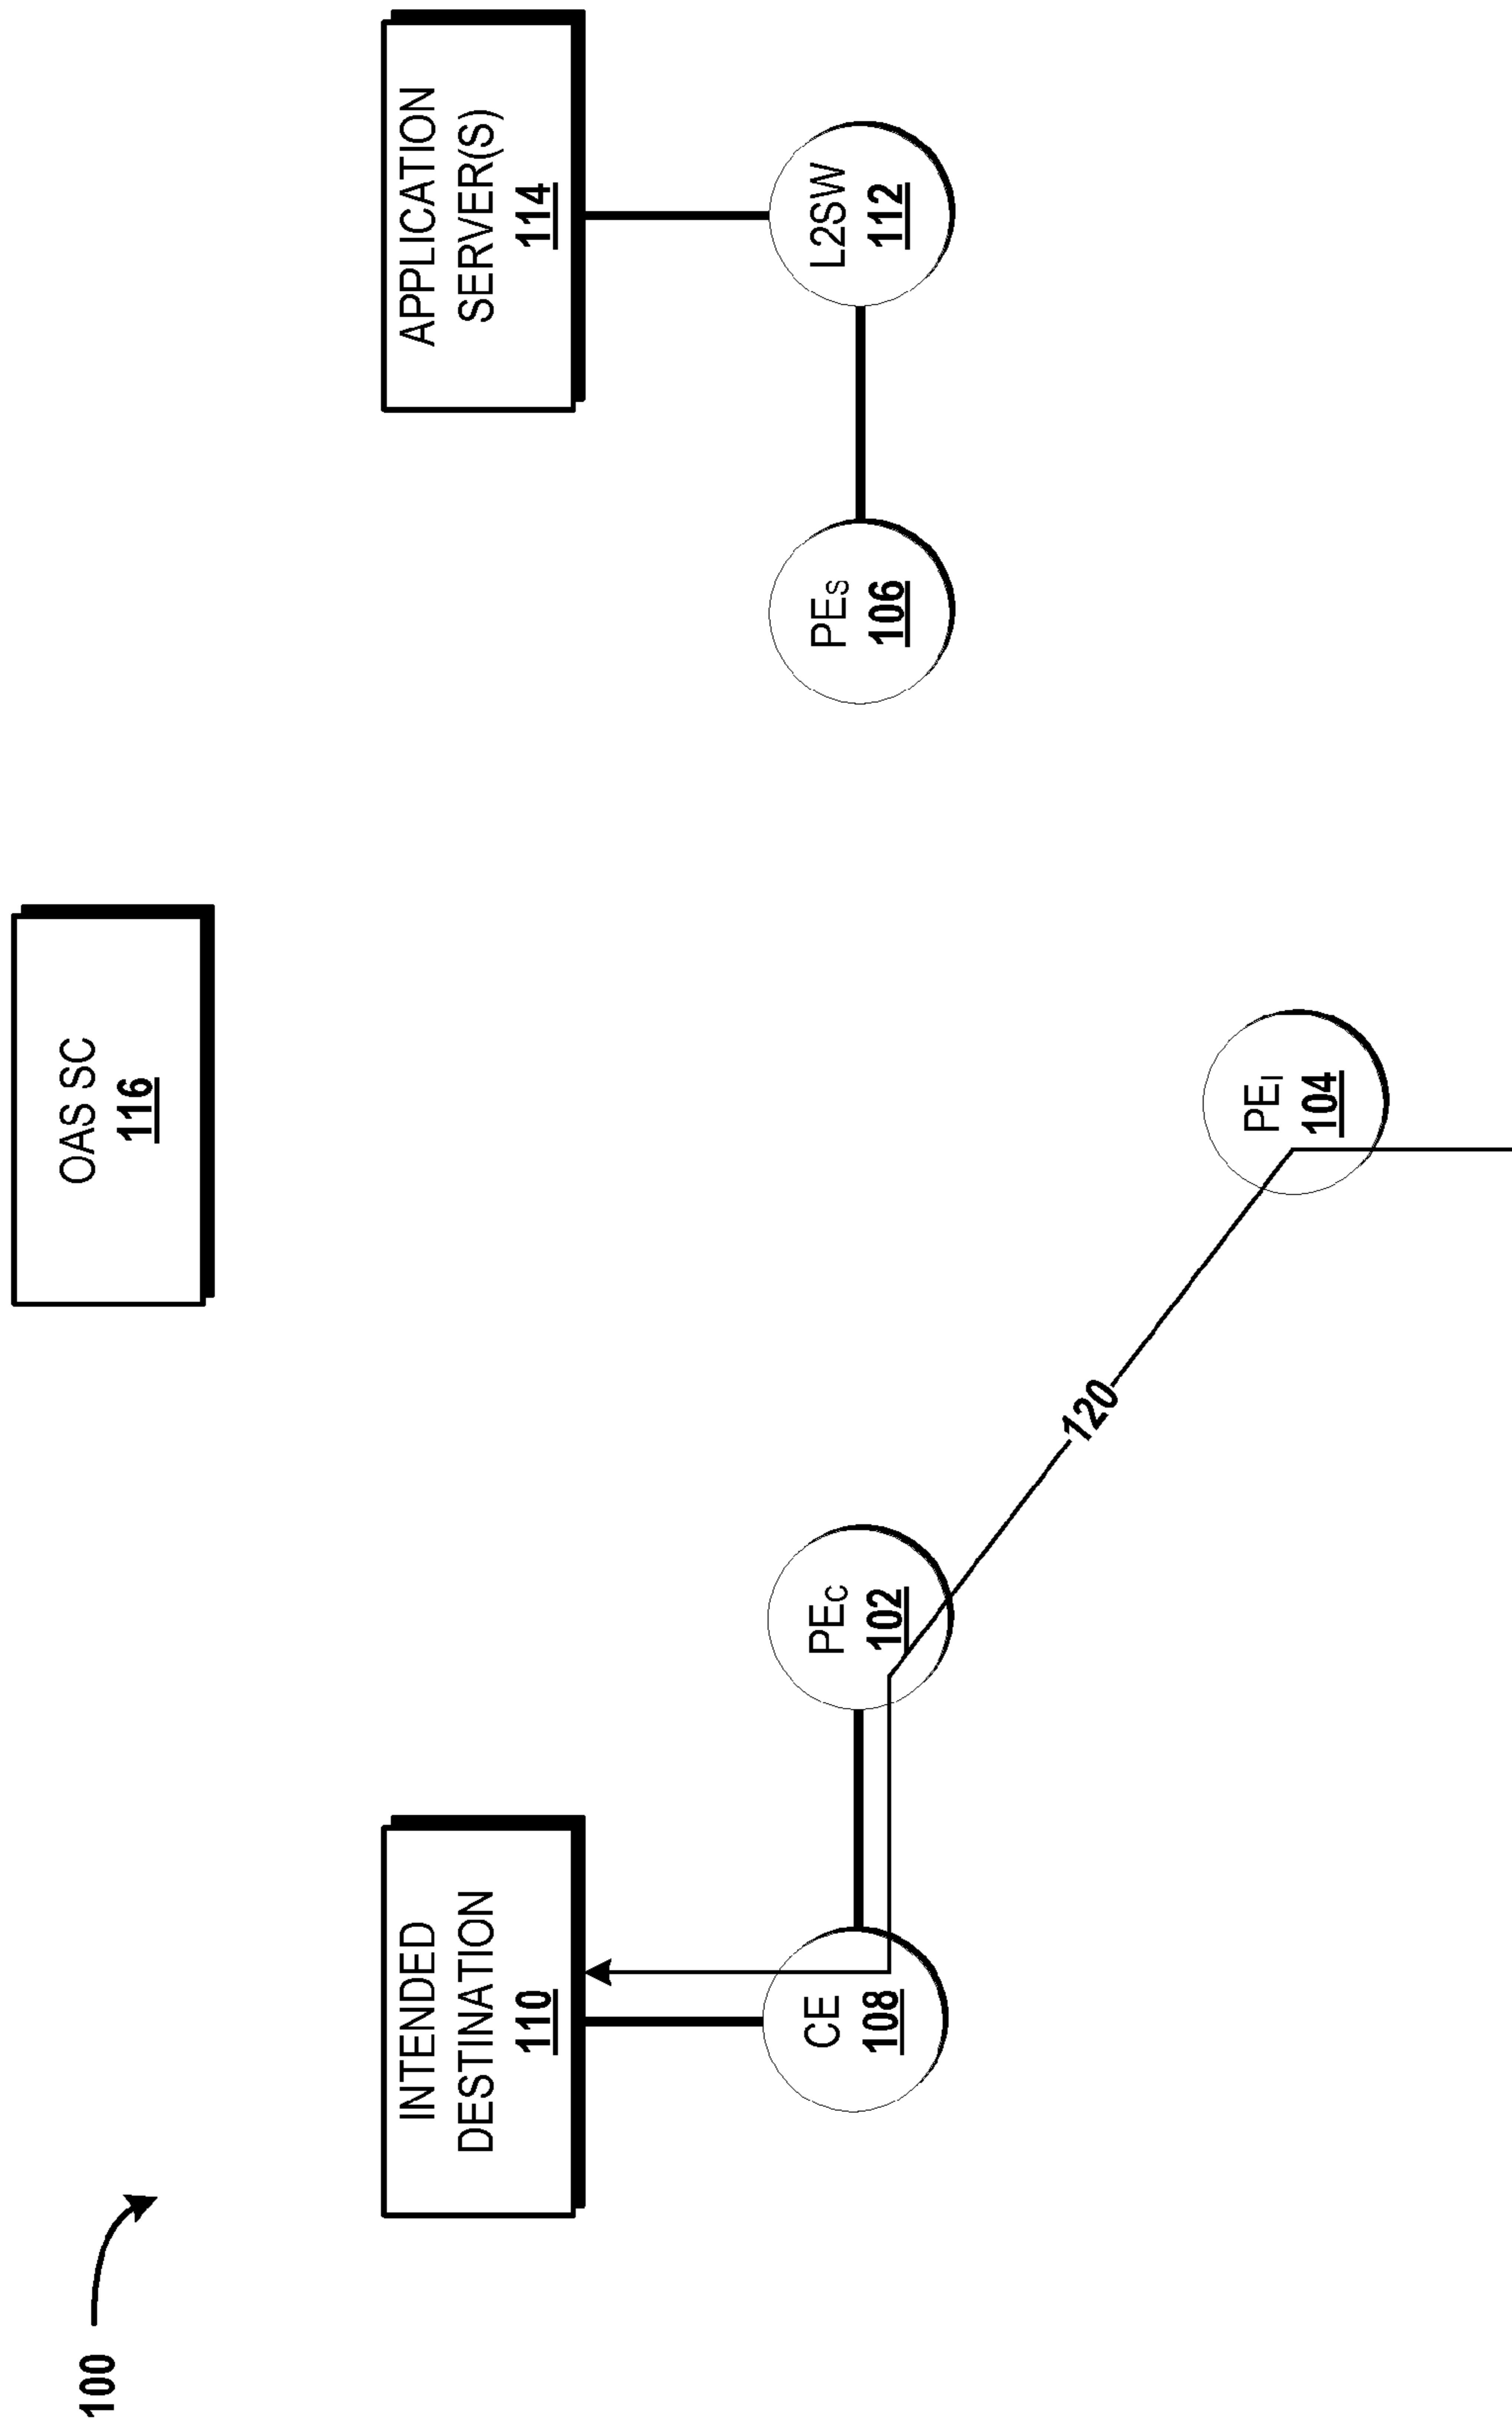 100
OAS SC
116
INTENDED
DESTINATION
110
APPLICATION
SERVER(S)
114
CE
108
PEC
102
PES
106
L2SW
112
120
PEI
104